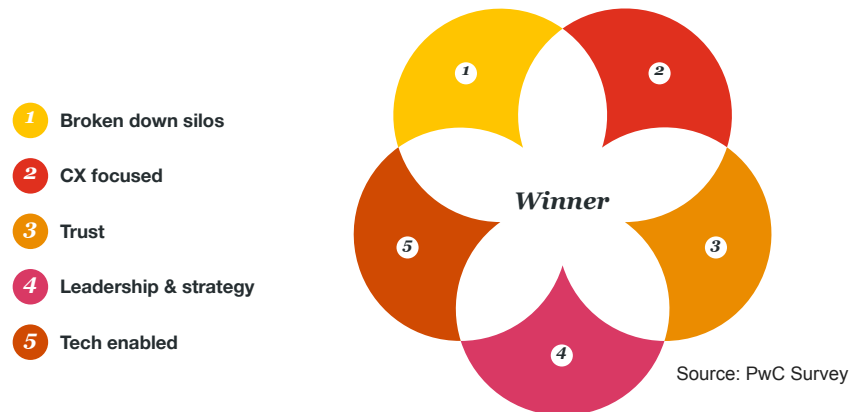 1 Broken down silos
2 CX focused
3 Trust
4 Leadership & strategy
5 Tech enabled
1
2
Winner
5
3
4
Source: PwC Survey